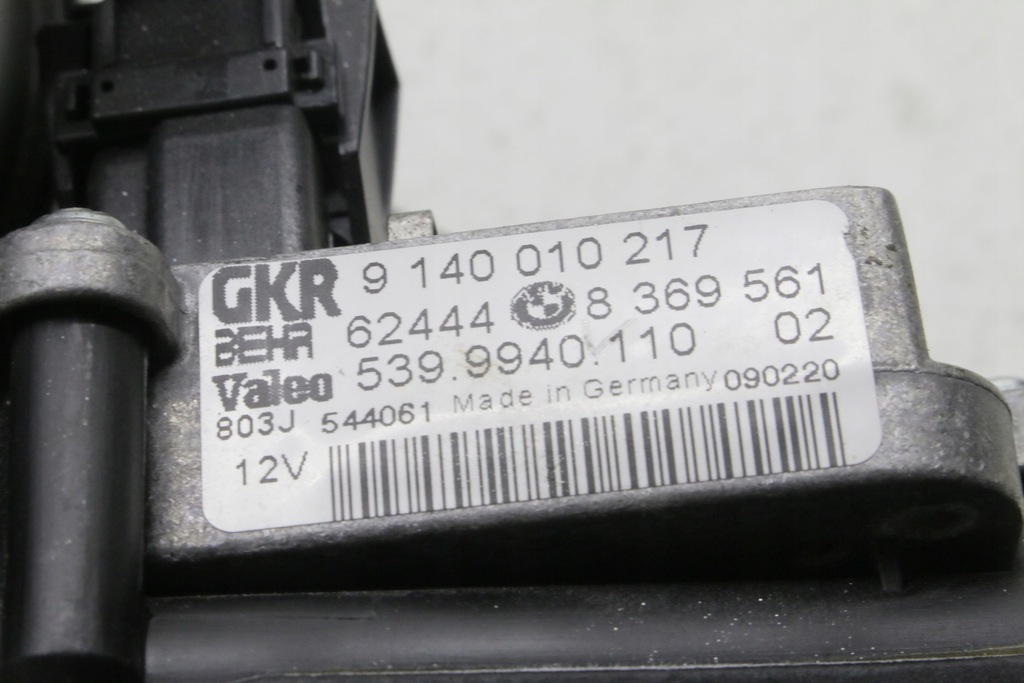 GKR 9 140 010 217
BEHR 62444 8 369 561
Valeo 539.9940.110 02
803J 544061 Made in Germany 090220
12V